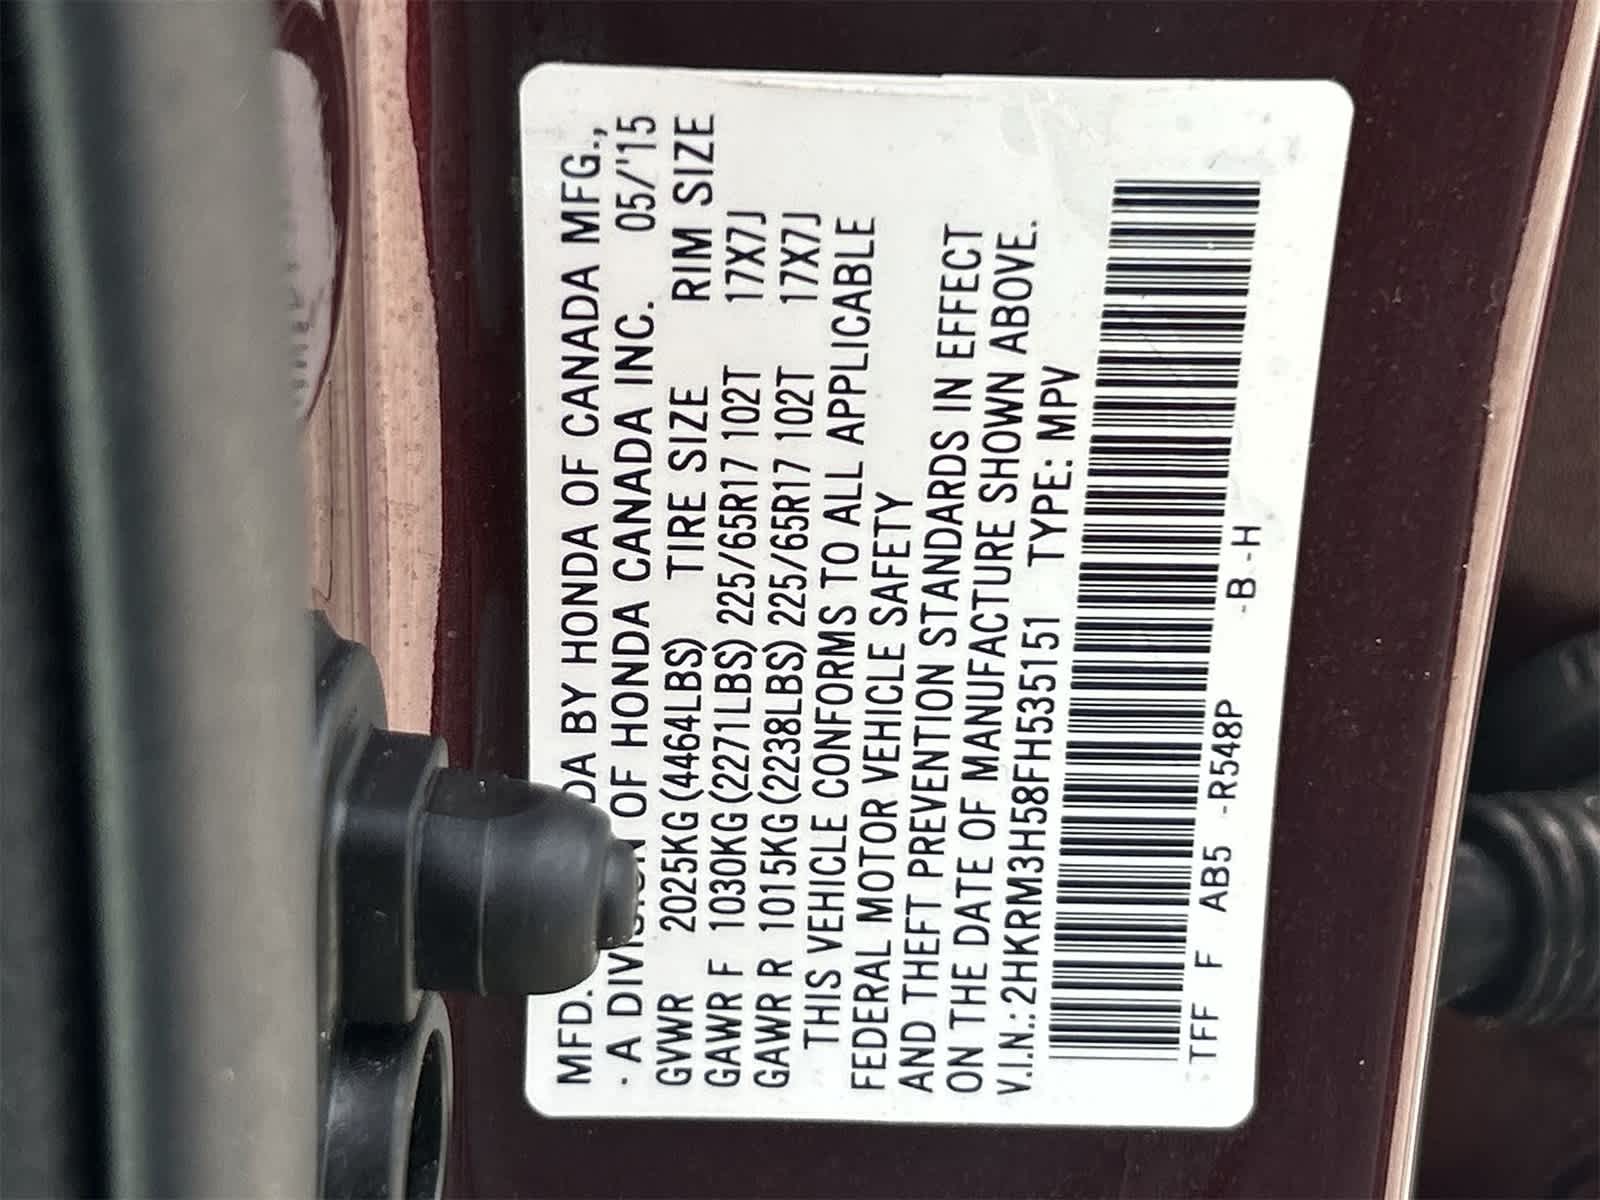 MFD. DA BY HONDA OF CANADA MFG.,
· A DIVISION OF HONDA CANADA INC. 05/'15
GVWR 2025KG (4464LBS) TIRE SIZE RIM SIZE
GAWR F 1030KG (2271LBS) 225/65R17 102T 17X7J
GAWR R 1015KG (2238LBS) 225/65R17 102T 17X7J
THIS VEHICLE CONFORMS TO ALL APPLICABLE
FEDERAL MOTOR VEHICLE SAFETY
AND THEFT PREVENTION STANDARDS IN EFFECT
ON THE DATE OF MANUFACTURE SHOWN ABOVE.
V.I.N.: 2HKRM3H58FH535151 TYPE: MPV
TFF F AB5 -R548P -B -H